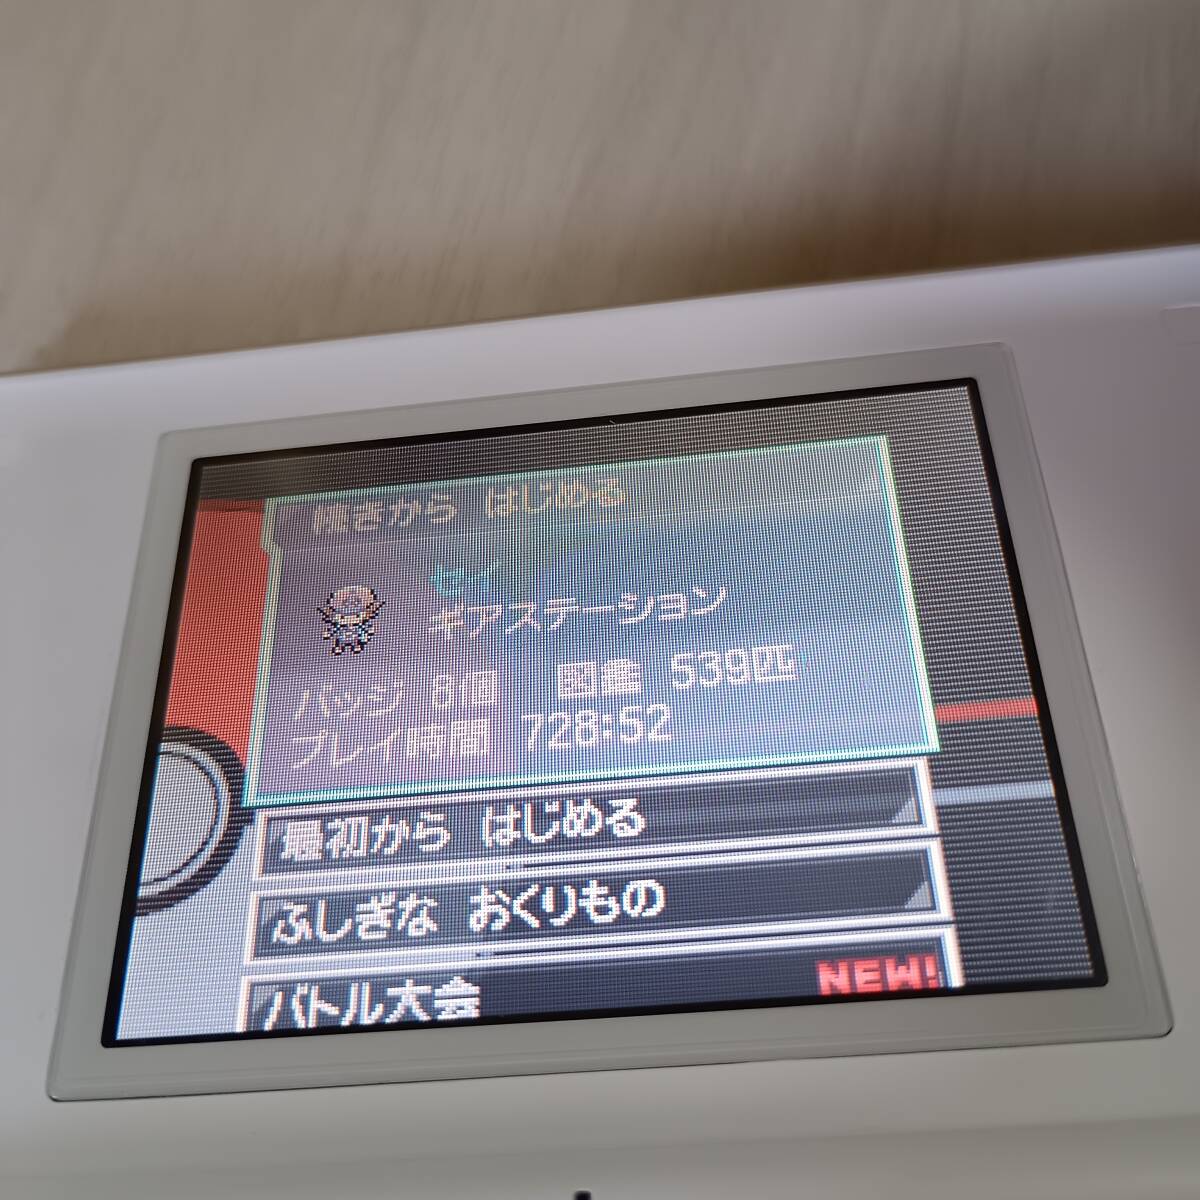 続きから はじめる
セイ
ギアステーション
バッジ 8個 図鑑 539匹
プレイ時間 728:52
最初から はじめる
ふしぎな おくりもの
バトル大会 NEW!